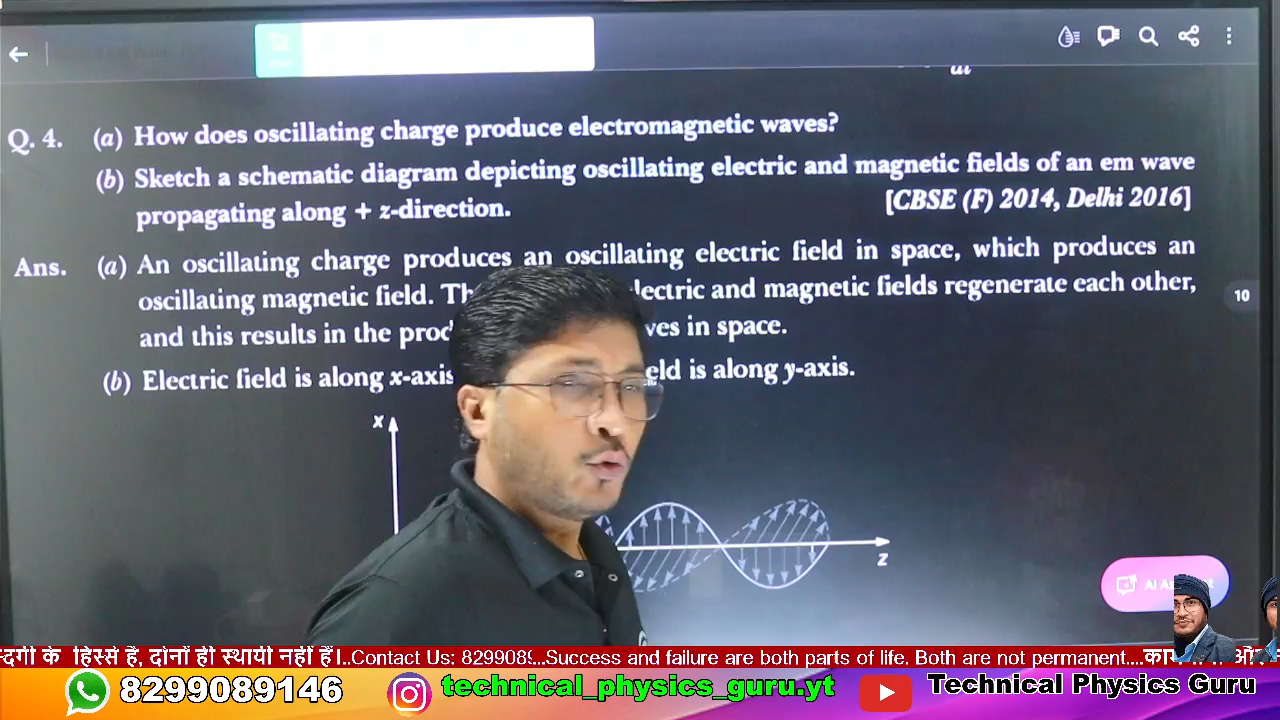 Q. 4. (a) How does oscillating charge produce electromagnetic waves?
(b) Sketch a schematic diagram depicting oscillating electric and magnetic fields of an em wave
propagating along + z-direction. [CBSE (F) 2014, Delhi 2016]
Ans. (a) An oscillating charge produces an oscillating electric field in space, which produces an
oscillating magnetic field. lectric and magnetic fields regenerate each other,
10
and this results in the ves in space.
(b) Electric field is along x-axis eld is along y-axis.
x
z
हिस्से हैं, दोनों ही स्थायी नहीं हैं।..Contact Us: 829908...Success and failure are both parts of life. Both are not permanent....
8299089146 technical_physics_guru.yt Technical Physics Guru